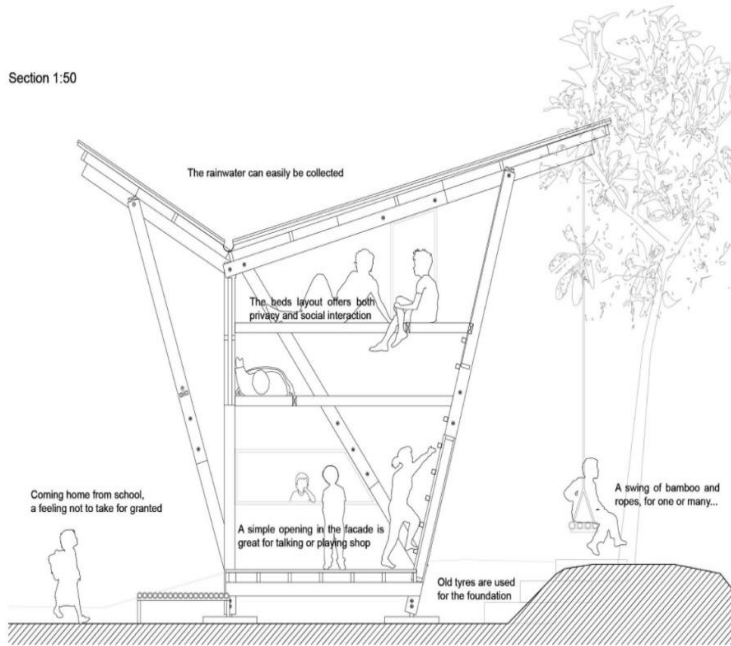 Section 1:50
The rainwater can easily be collected
The beds layout offers both
privacy and social interaction
Coming home from school,
a feeling not to take for granted
A swing of bamboo and
ropes, for one or many...
A simple opening in the facade is
great for talking or playing shop
Old tyres are used
for the foundation